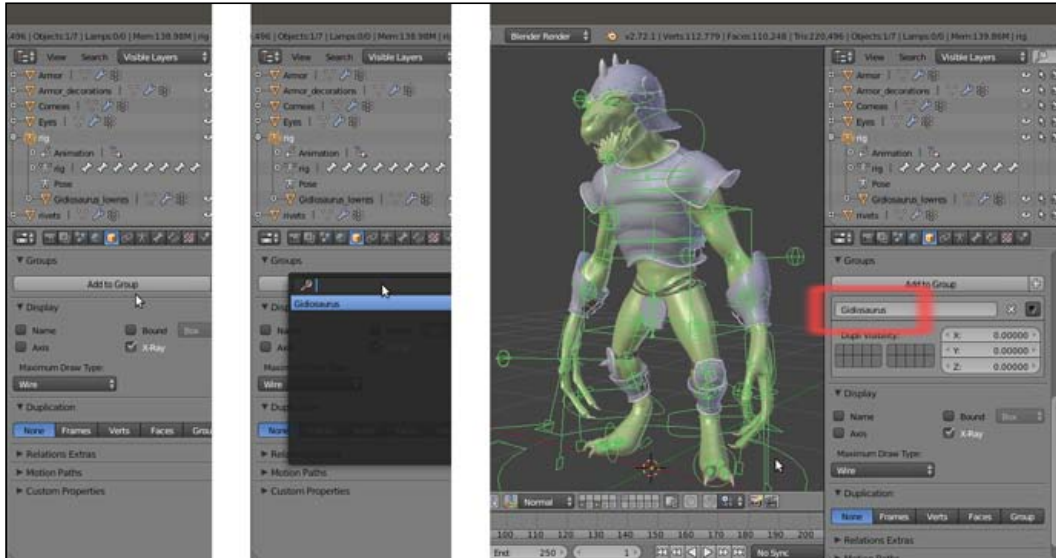 ,496 | Objects:1/7 | Lamps:0/0 | Mem:138.98M | rig
View Search Visible Layers
Armor
Armor_decorations
Corneas
Eyes
rig
Animation
rig
Pose
Gidiosaurus_lowres
rivets
Groups
Add to Group
Display
Name Bound Box
Axis X-Ray
Maximum Draw Type:
Wire
Duplication
None Frames Verts Faces Grou
Relations Extras
Motion Paths
Custom Properties
,496 | Objects:1/7 | Lamps:0/0 | Mem:138.98M |
View Search Visible Layers
Armor
Armor_decorations
Corneas
Eyes
rig
Animation
rig
Pose
Gidiosaurus_lowres
rivets
Groups
Gidiosaurus
Maximum Draw Type:
Wire
Duplication
None
Relations Extras
Motion Paths
Custom Properties
Blender Render v2.72.1 | Verts:112,779 | Faces:110,248 | Tris:220,496 | Objects:1/7 | Lamps:0/0 | Mem:139.86M | rig
View Search Visible Layers
Armor
Armor_decorations
Corneas
Eyes
rig
Animation
rig
Pose
Gidiosaurus_lowres
rivets
Groups
Add to Group
Gidiosaurus
Dupli Visibility:
X: 0.00000
Y: 0.00000
Z: 0.00000
Display
Name Bound Box
Axis X-Ray
Maximum Draw Type:
Wire
Duplication
None Frames Verts Faces Group
Relations Extras
Motion Paths
Normal
100 110 120 130 140 150 160 170 180 190 200
End: 250 1 No Sync